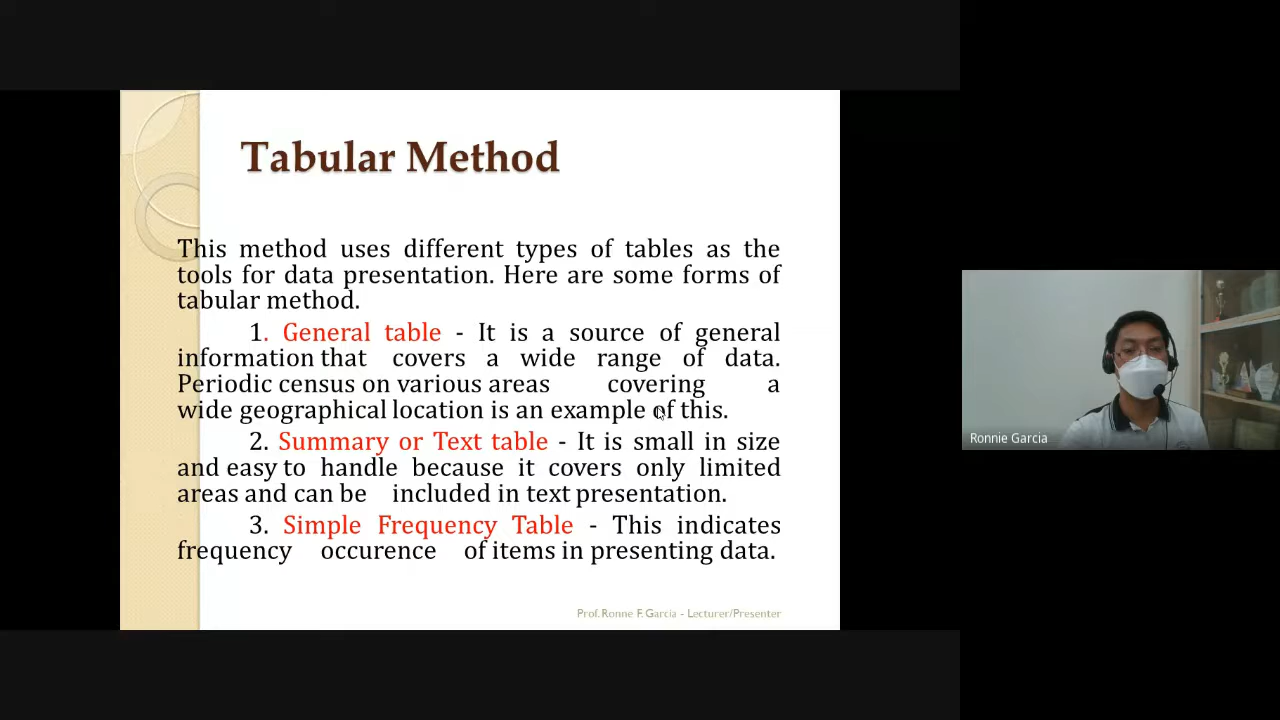 Tabular Method
This method uses different types of tables as the
tools for data presentation. Here are some forms of
tabular method.
1. General table - It is a source of general
information that covers a wide range of data.
Periodic census on various areas covering a
wide geographical location is an example of this.
2. Summary or Text table - It is small in size
and easy to handle because it covers only limited
areas and can be included in text presentation.
3. Simple Frequency Table - This indicates
frequency occurence of items in presenting data.
Prof. Ronne F. Garcia - Lecturer/Presenter
Ronnie Garcia